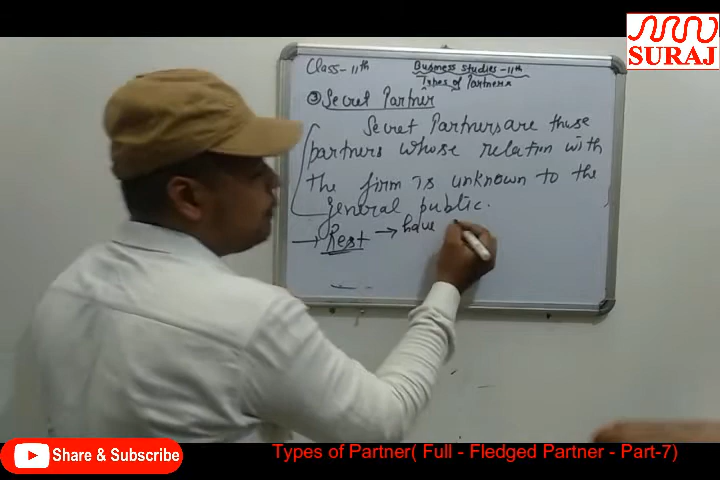 SURAJ
Class-11th
Business studies-11th
Types of Partners
③ Secret Partner
Secret Partners are those
partners whose relation with
the firm is unknown to the
general public.
→ Rest → have
Share & Subscribe
Types of Partner( Full - Fledged Partner - Part-7)